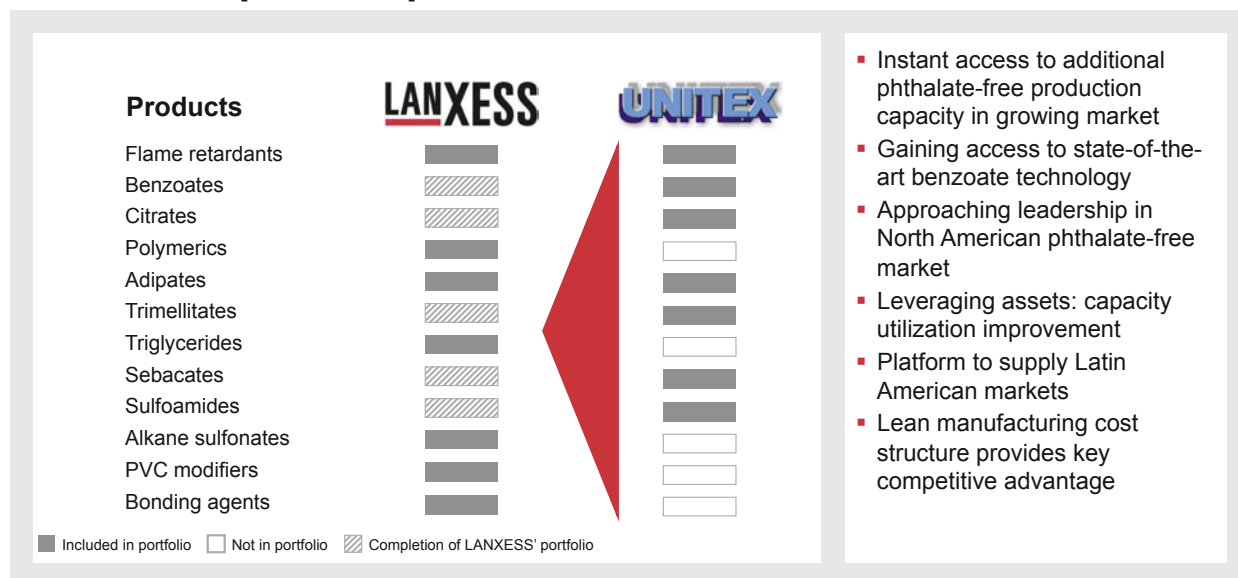 Products
LANXESS
UNITEX
Flame retardants
Benzoates
Citrates
Polymerics
Adipates
Trimellitates
Triglycerides
Sebacates
Sulfoamides
Alkane sulfonates
PVC modifiers
Bonding agents
Included in portfolio
Not in portfolio
Completion of LANXESS' portfolio
▪ Instant access to additional
phthalate-free production
capacity in growing market
▪ Gaining access to state-of-the-
art benzoate technology
▪ Approaching leadership in
North American phthalate-free
market
▪ Leveraging assets: capacity
utilization improvement
▪ Platform to supply Latin
American markets
▪ Lean manufacturing cost
structure provides key
competitive advantage